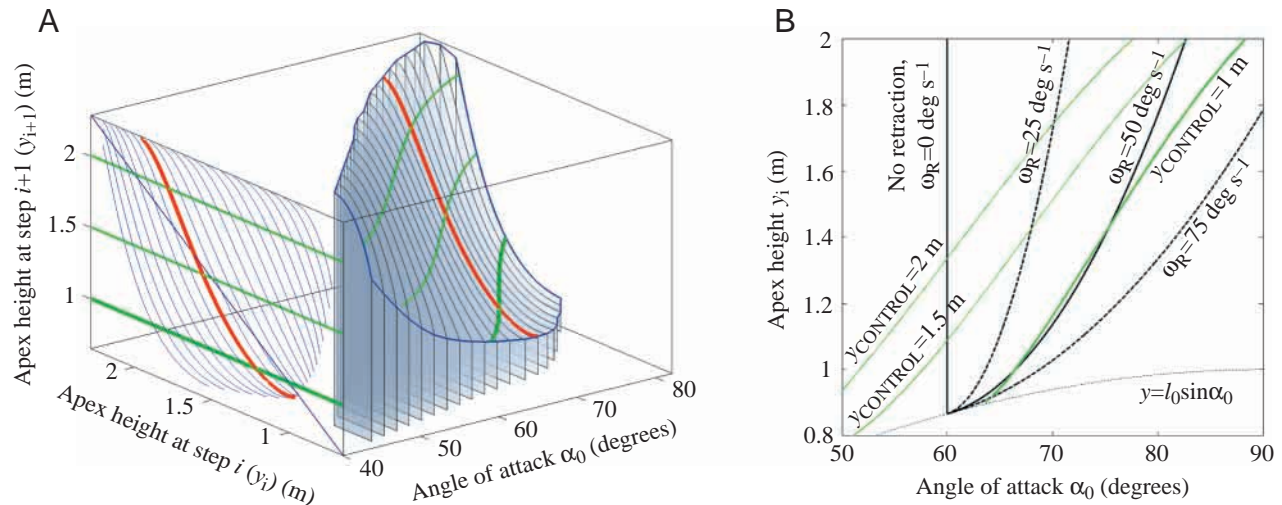 A
Apex height at step i+1 (yi+1) (m)
2
1.5
1
2
1.5
1
Apex height at step i (yi) (m)
40
50
60
70
80
Angle of attack α0 (degrees)
B
Apex height yi (m)
2
1.8
1.6
1.4
1.2
1
0.8
50
60
70
80
90
Angle of attack α0 (degrees)
No retraction,
ωR=0 deg s–1
ωR=25 deg s–1
ωR=50 deg s–1
yCONTROL=1 m
ωR=75 deg s–1
yCONTROL=2 m
yCONTROL=1.5 m
y=l0sinα0